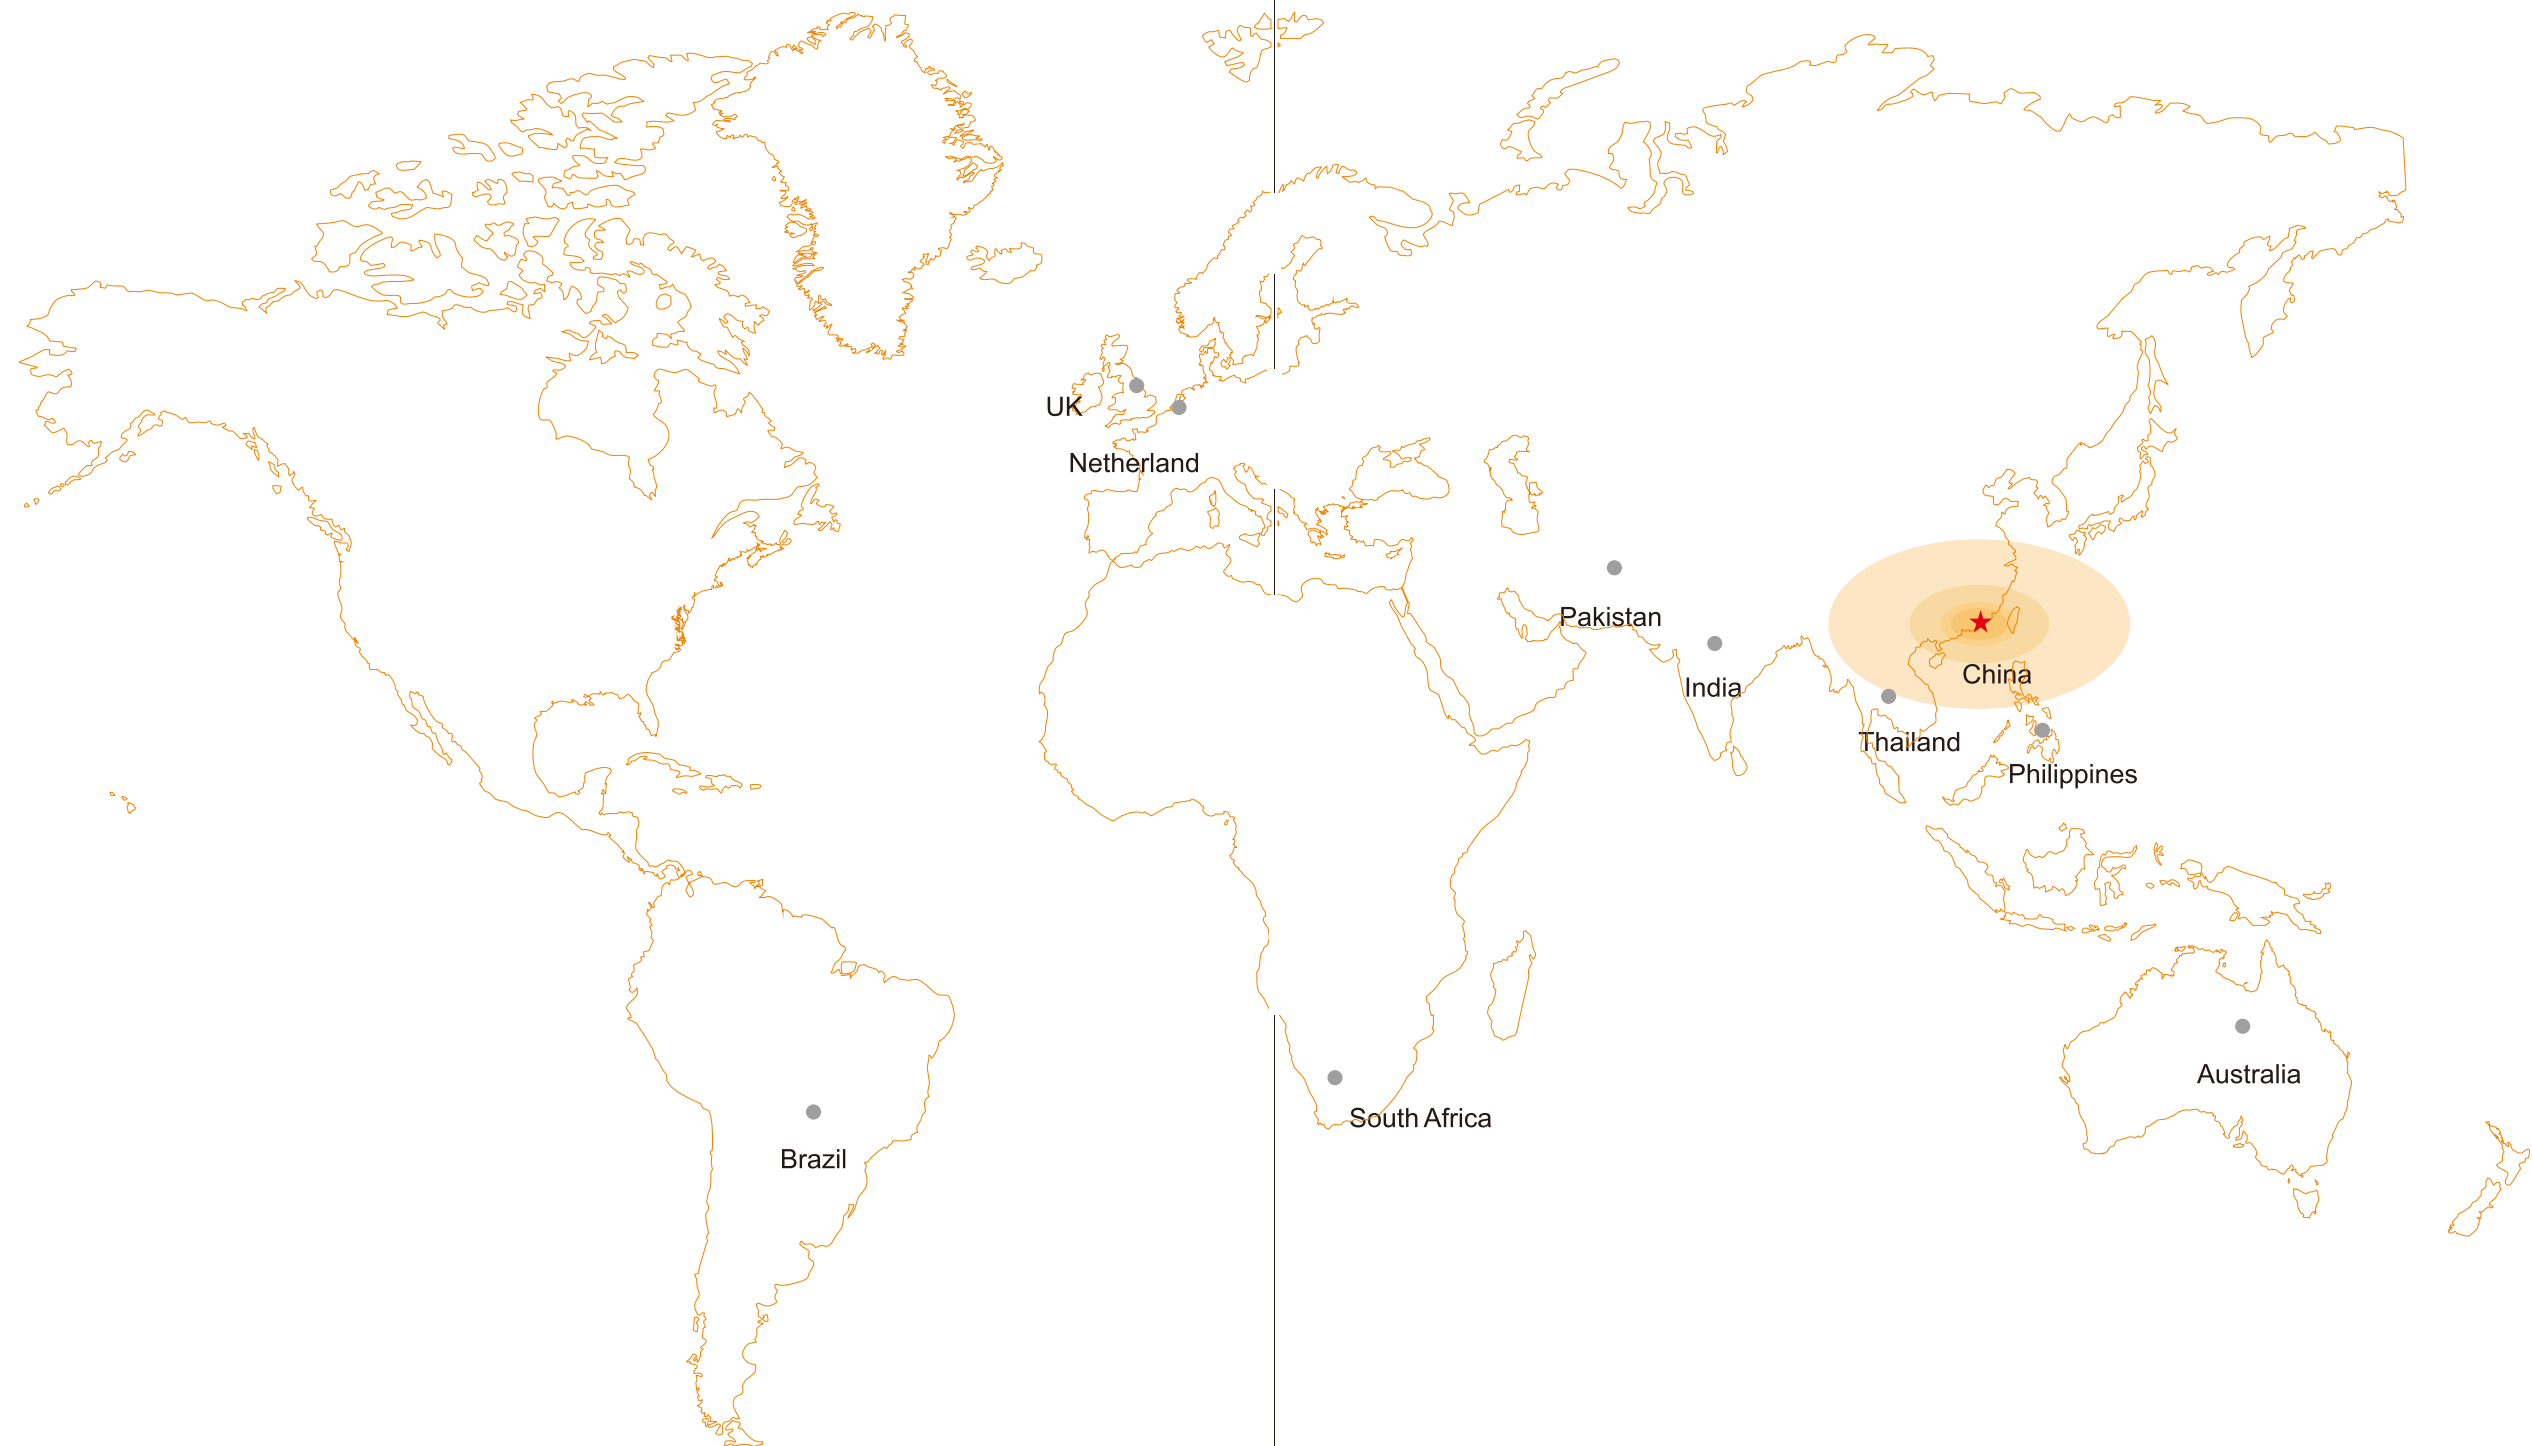 UK
Netherland
Pakistan
China
India
Thailand
Philippines
Australia
South Africa
Brazil